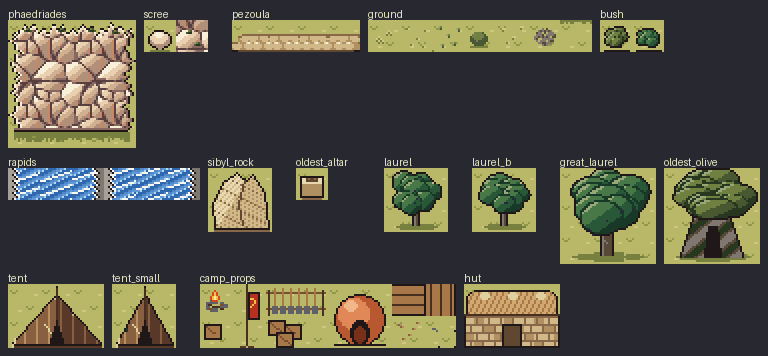 phaedriades scree pezoula ground bush
rapids sibyl_rock oldest_altar laurel laurel_b great_laurel oldest_olive
tent tent_small camp_props hut